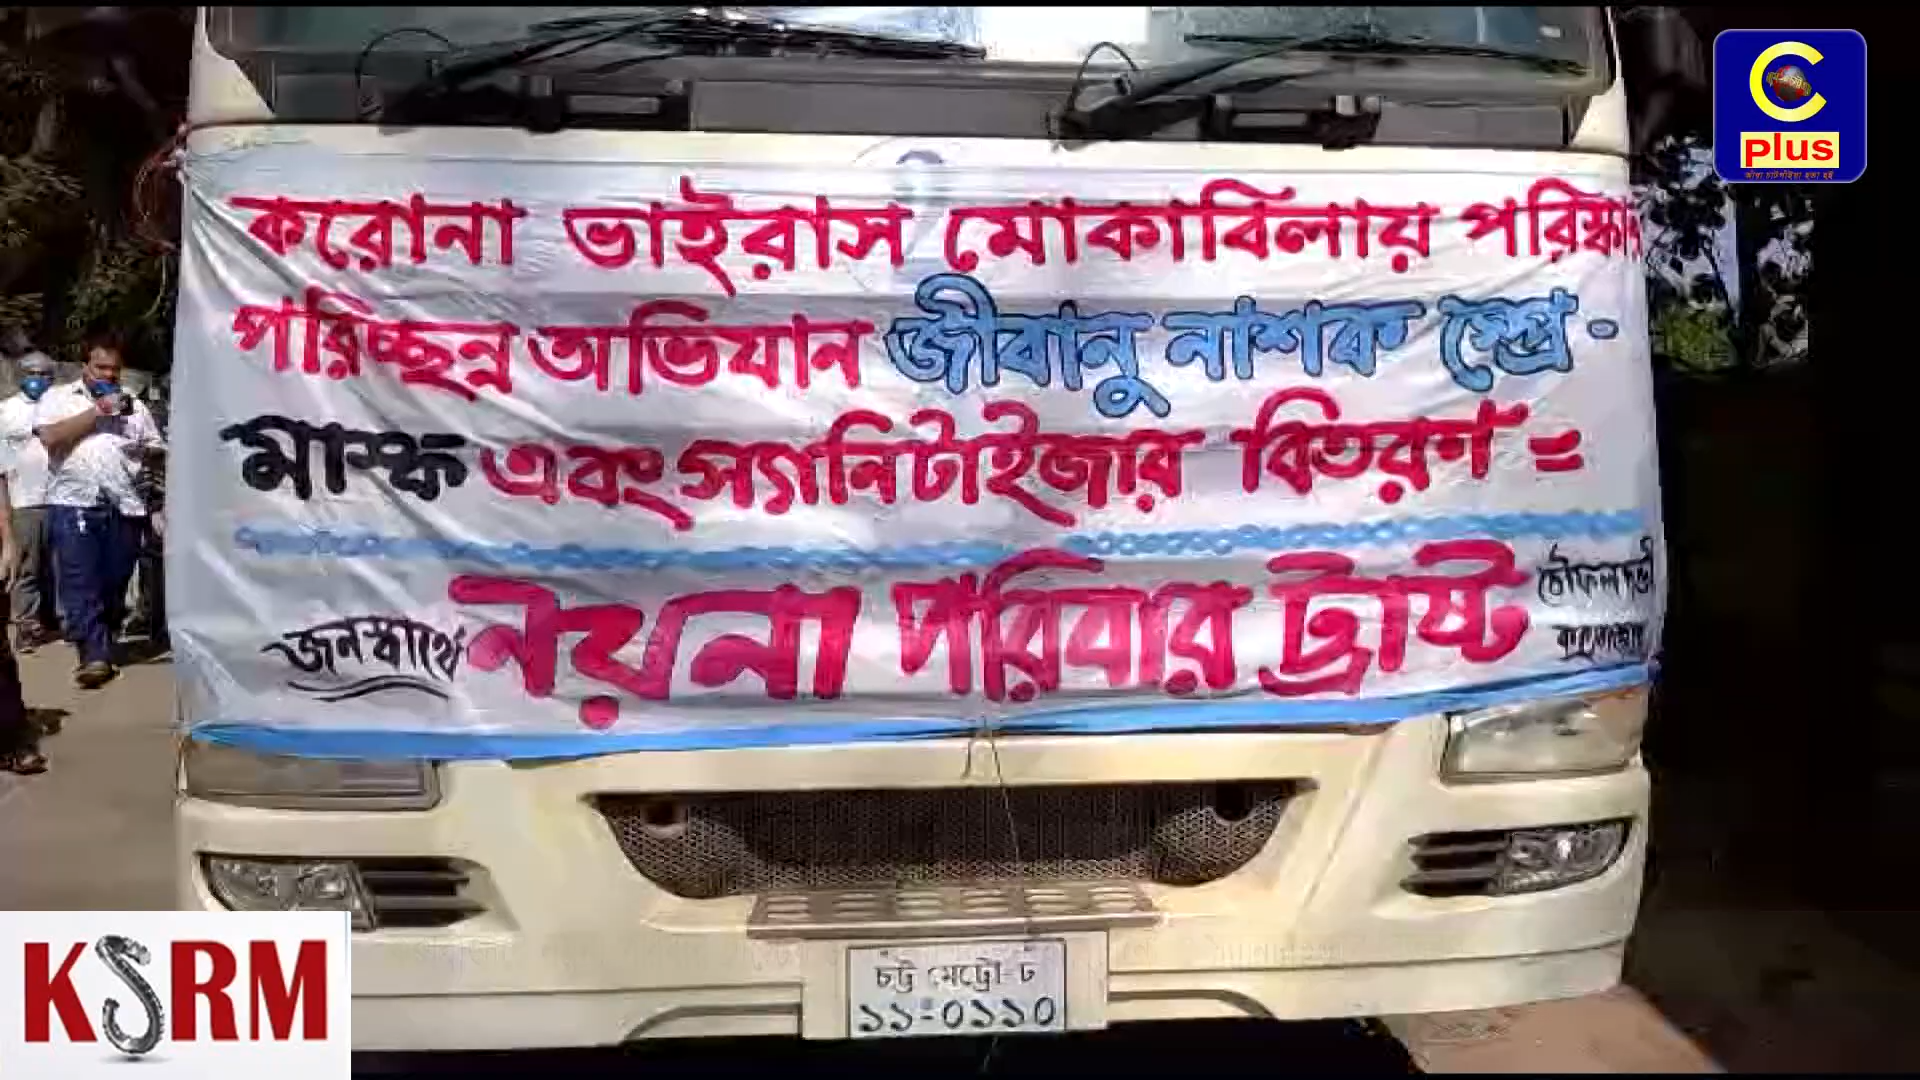 C
plus
করোনা ভাইরাস মোকাবিলায় পরিস্কার
পরিচ্ছন্ন অভিযান জীবানু নাশক স্প্রে -
মাস্ক এবং স্যানিটাইজার বিতরণ =
জনস্বার্থে নয়না পরিবার ট্রাষ্ট
চট্ট মেট্রো-ঢ
১১-০১১০
KSRM